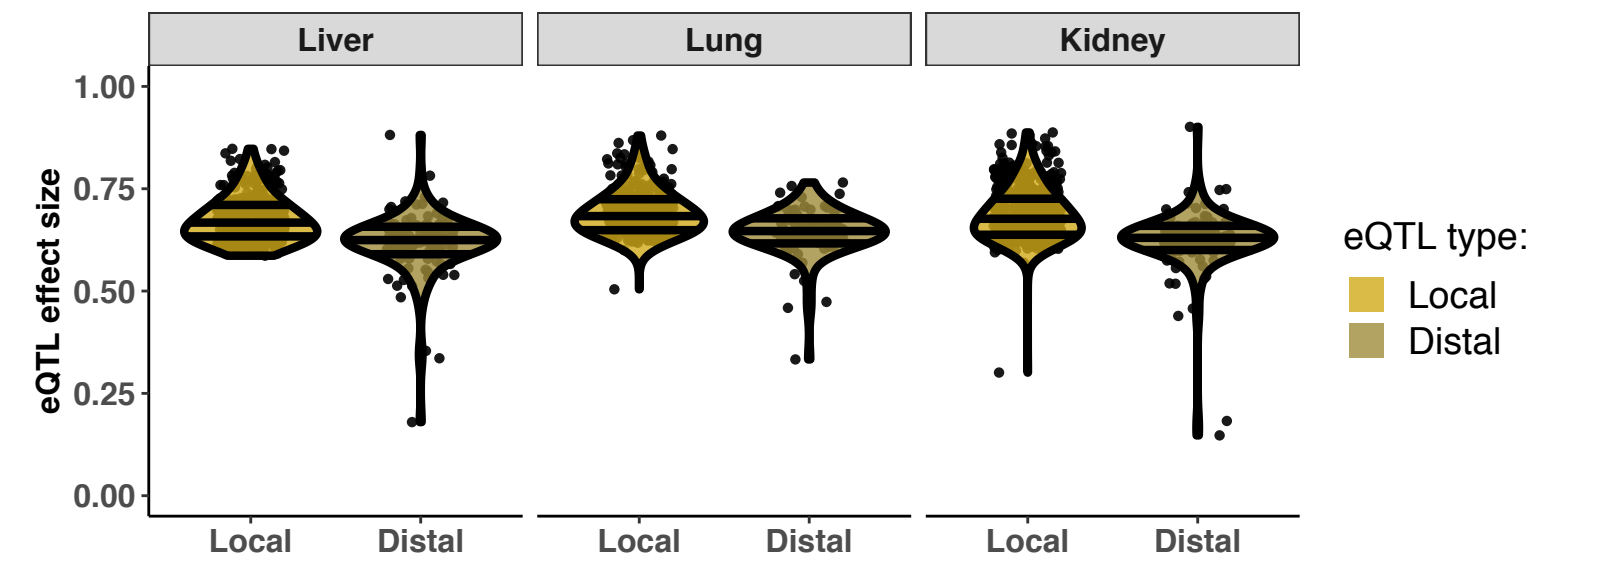 Liver Lung Kidney
eQTL effect size
1.00
0.75
0.50
0.25
0.00
Local Distal Local Distal Local Distal
eQTL type:
Local
Distal